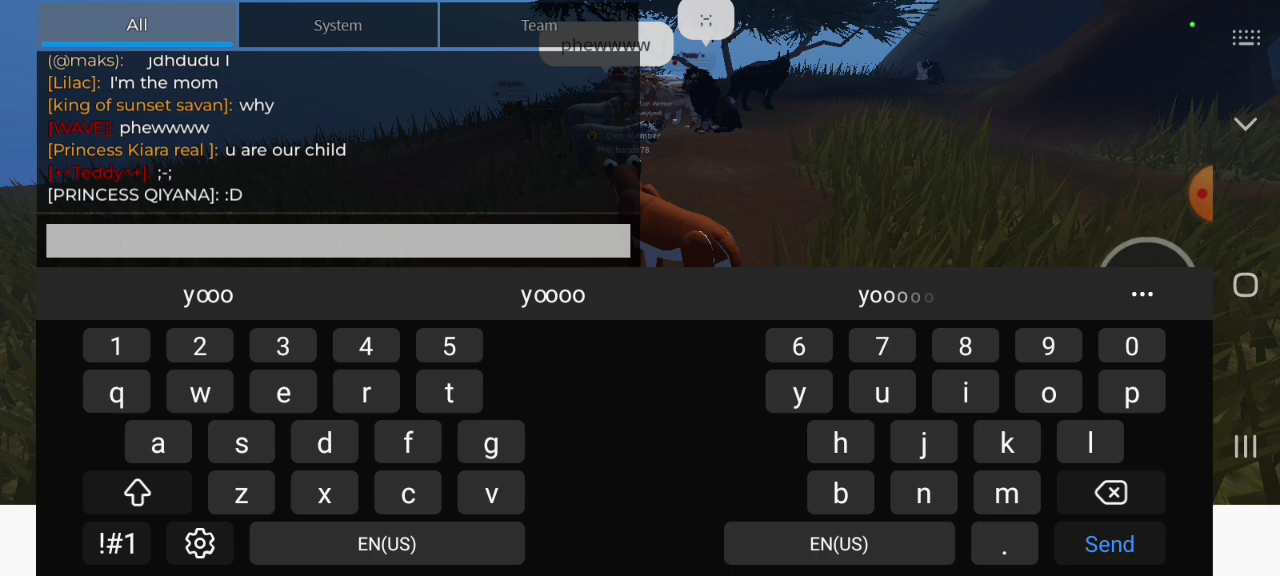 All System Team
phewwww
(@maks): jdhdudu I
[Lilac]: I'm the mom
[king of sunset savan]: why
[WAVE]: phewwww
[Princess Kiara real ]: u are our child
[•^Teddy^•]: ;-;
[PRINCESS QIYANA]: :D
;-;
yooo yoooo yooooo
1 2 3 4 5 6 7 8 9 0
q w e r t y u i o p
a s d f g h j k l
z x c v b n m
!#1 EN(US) EN(US) . Send